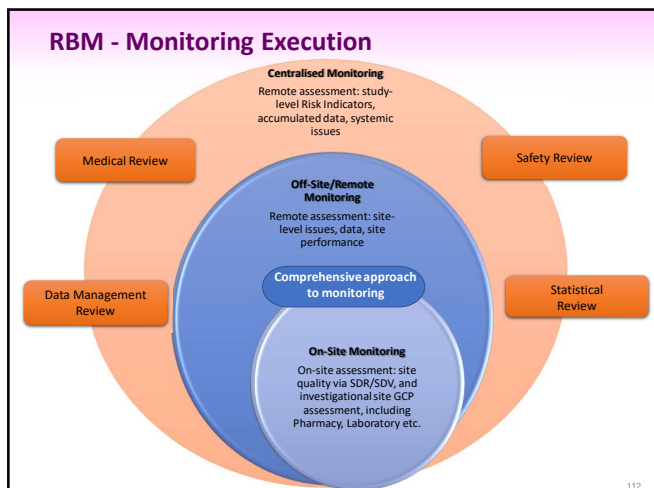 RBM - Monitoring Execution
Centralised Monitoring
Remote assessment: study-
level Risk Indicators,
accumulated data, systemic
issues
Medical Review
Safety Review
Off-Site/Remote
Monitoring
Remote assessment: site-
level issues, data, site
performance
Comprehensive approach
to monitoring
Data Management
Review
Statistical
Review
On-Site Monitoring
On-site assessment: site
quality via SDR/SDV, and
investigational site GCP
assessment, including
Pharmacy, Laboratory etc.
112